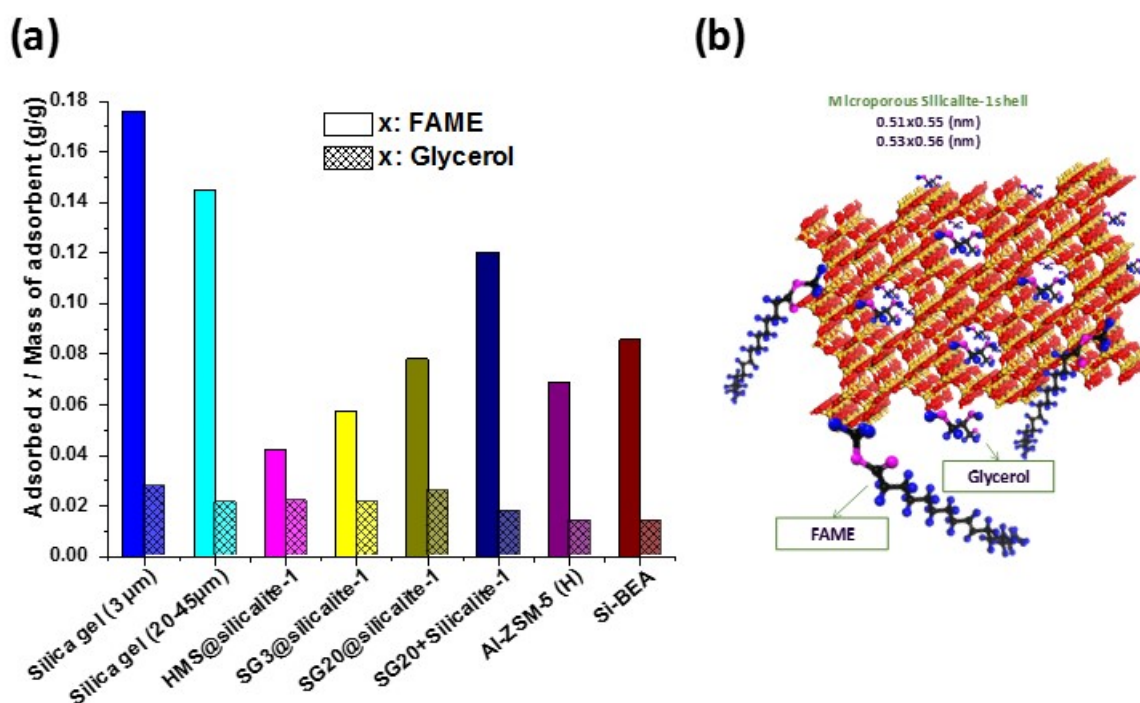 (a)
Adsorbed x / Mass of adsorbent (g/g)
0.18
0.16
0.14
0.12
0.10
0.08
0.06
0.04
0.02
0.00
x: FAME
x: Glycerol
Silica gel (3 µm)
Silica gel (20-45µm)
HMS@silicalite-1
SG3@silicalite-1
SG20@silicalite-1
SG20+Silicalite-1
Al-ZSM-5 (H)
Si-BEA
(b)
Microporous Silicalite-1 shell
0.51x0.55 (nm)
0.53x0.56 (nm)
Glycerol
FAME